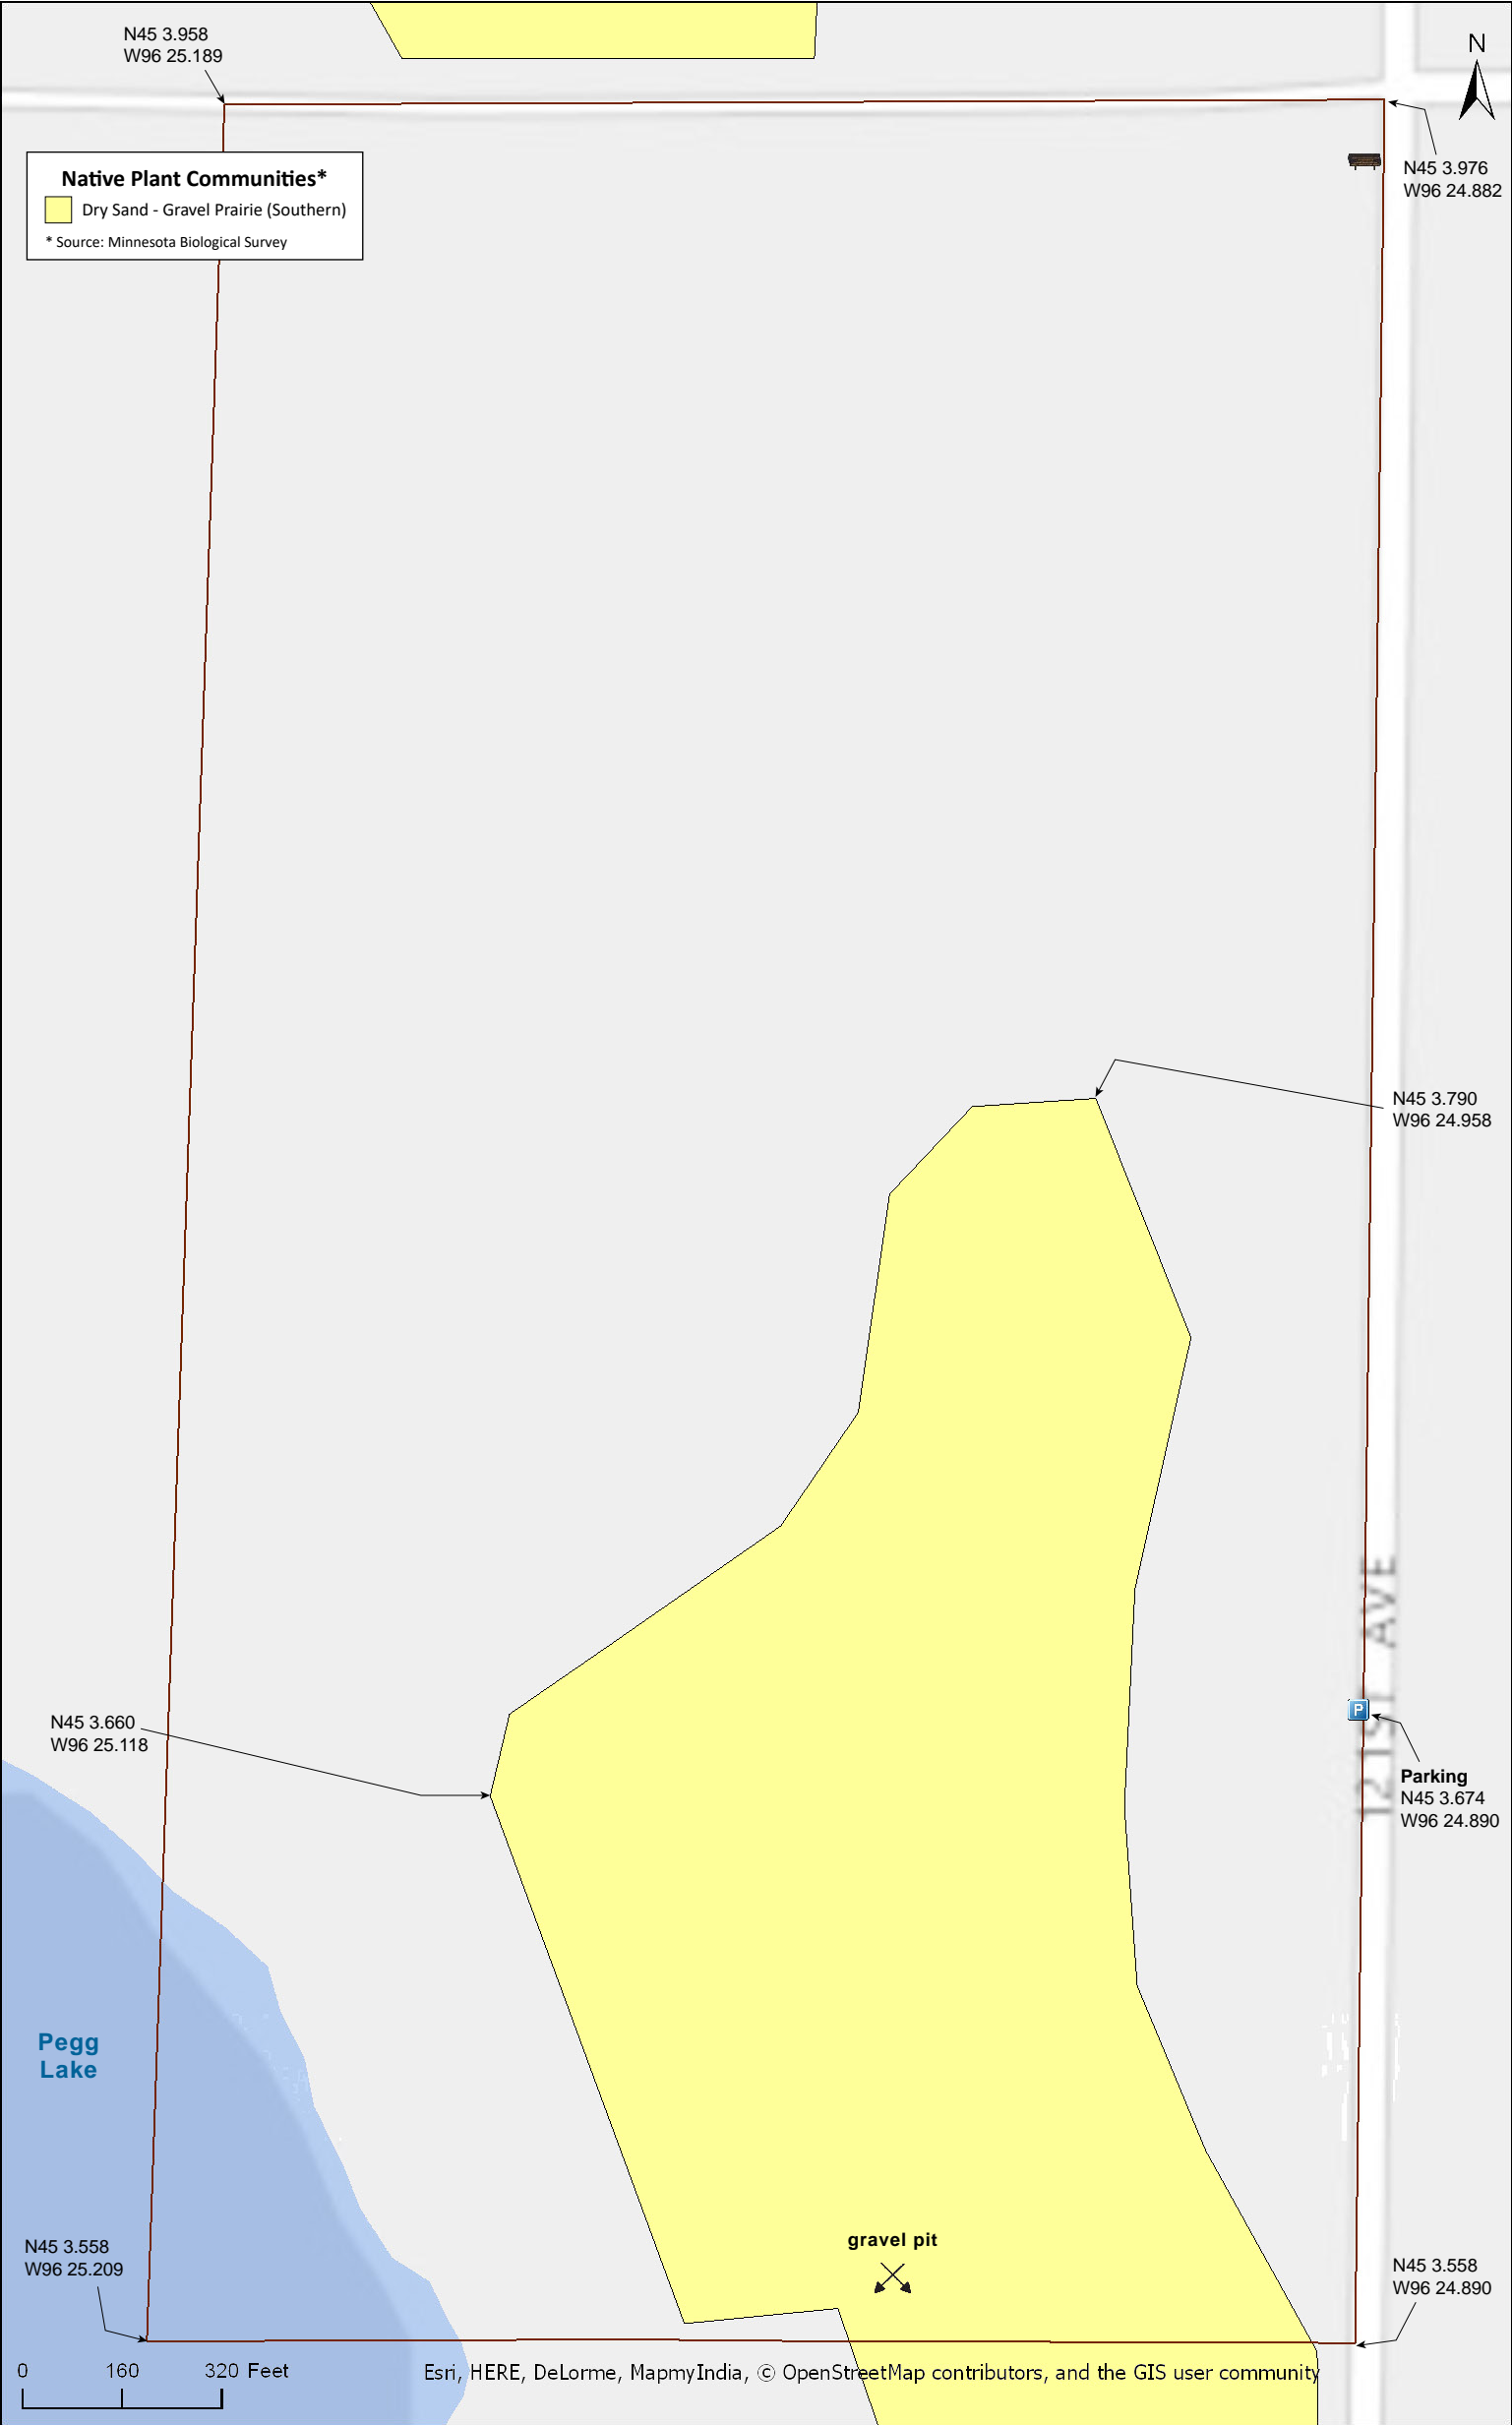 N45 3.958
W96 25.189
N
N45 3.976
W96 24.882
Native Plant Communities*
Dry Sand - Gravel Prairie (Southern)
* Source: Minnesota Biological Survey
N45 3.790
W96 24.958
121ST AVE
N45 3.660
W96 25.118
P
Parking
N45 3.674
W96 24.890
Pegg
Lake
gravel pit
N45 3.558
W96 25.209
N45 3.558
W96 24.890
0 160 320 Feet
Esri, HERE, DeLorme, MapmyIndia, © OpenStreetMap contributors, and the GIS user community